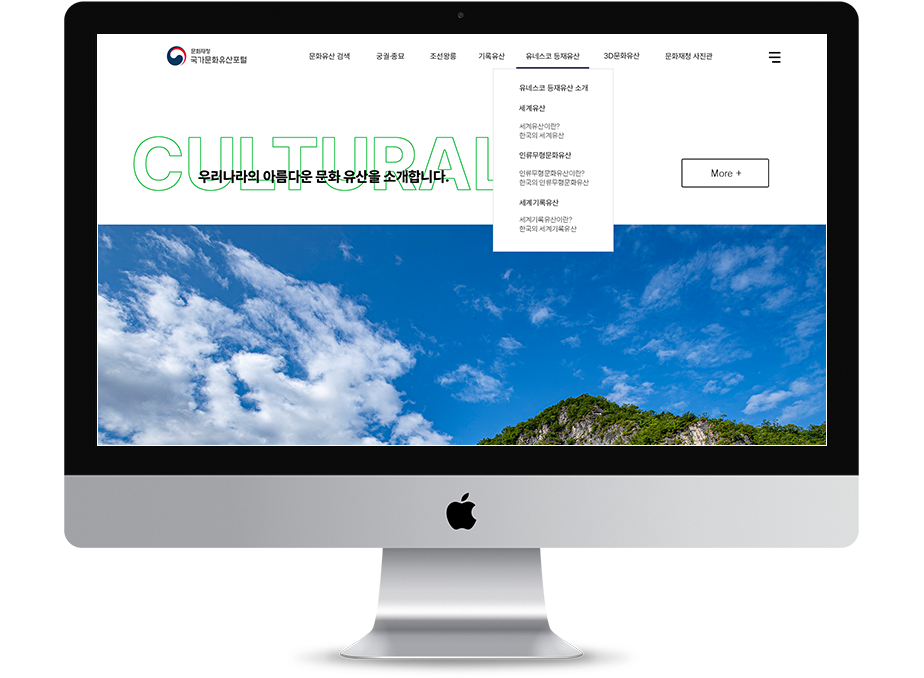 문화재청
국가문화유산포털
문화유산 검색
궁궐·종묘
조선왕릉
기록유산
유네스코 등재유산
3D문화유산
문화재청 사진관
유네스코 등재유산 소개
세계유산
세계유산이란?
한국의 세계유산
인류무형문화유산
인류무형문화유산이란?
한국의 인류무형문화유산
세계기록유산
세계기록유산이란?
한국의 세계기록유산
CULTURAL
우리나라의 아름다운 문화 유산을 소개합니다.
More +